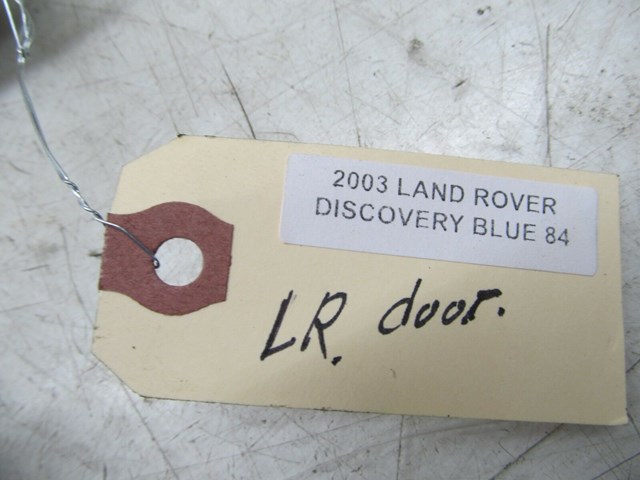 2003 LAND ROVER
DISCOVERY BLUE 84
LR. door.